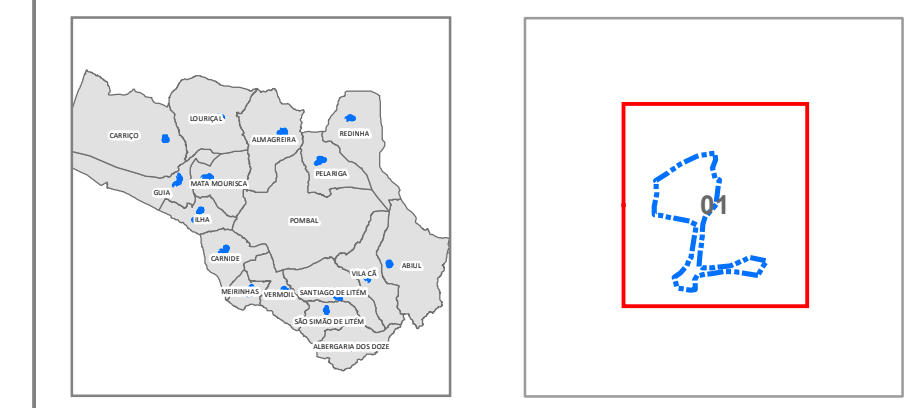 LOURIÇAL
CARRIÇO
ALMAGREIRA
REDINHA
PELARIGA
GUIA
MATA MOURISCA
ILHA
POMBAL
CARNIDE
VILA CÃ
ABIUL
MEIRINHAS
VERMOIL
SANTIAGO DE LITÉM
SÃO SIMÃO DE LITÉM
ALBERGARIA DOS DOZE
01